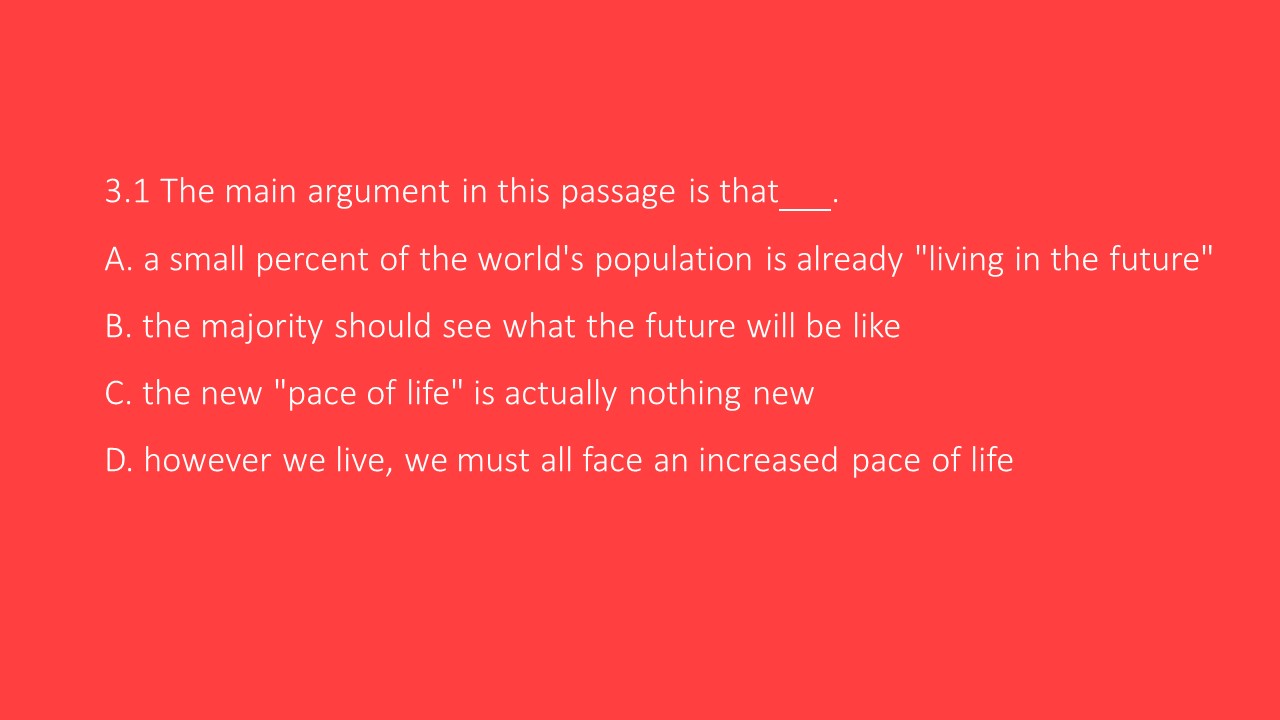 3.1 The main argument in this passage is that___.
A. a small percent of the world's population is already "living in the future"
B. the majority should see what the future will be like
C. the new "pace of life" is actually nothing new
D. however we live, we must all face an increased pace of life